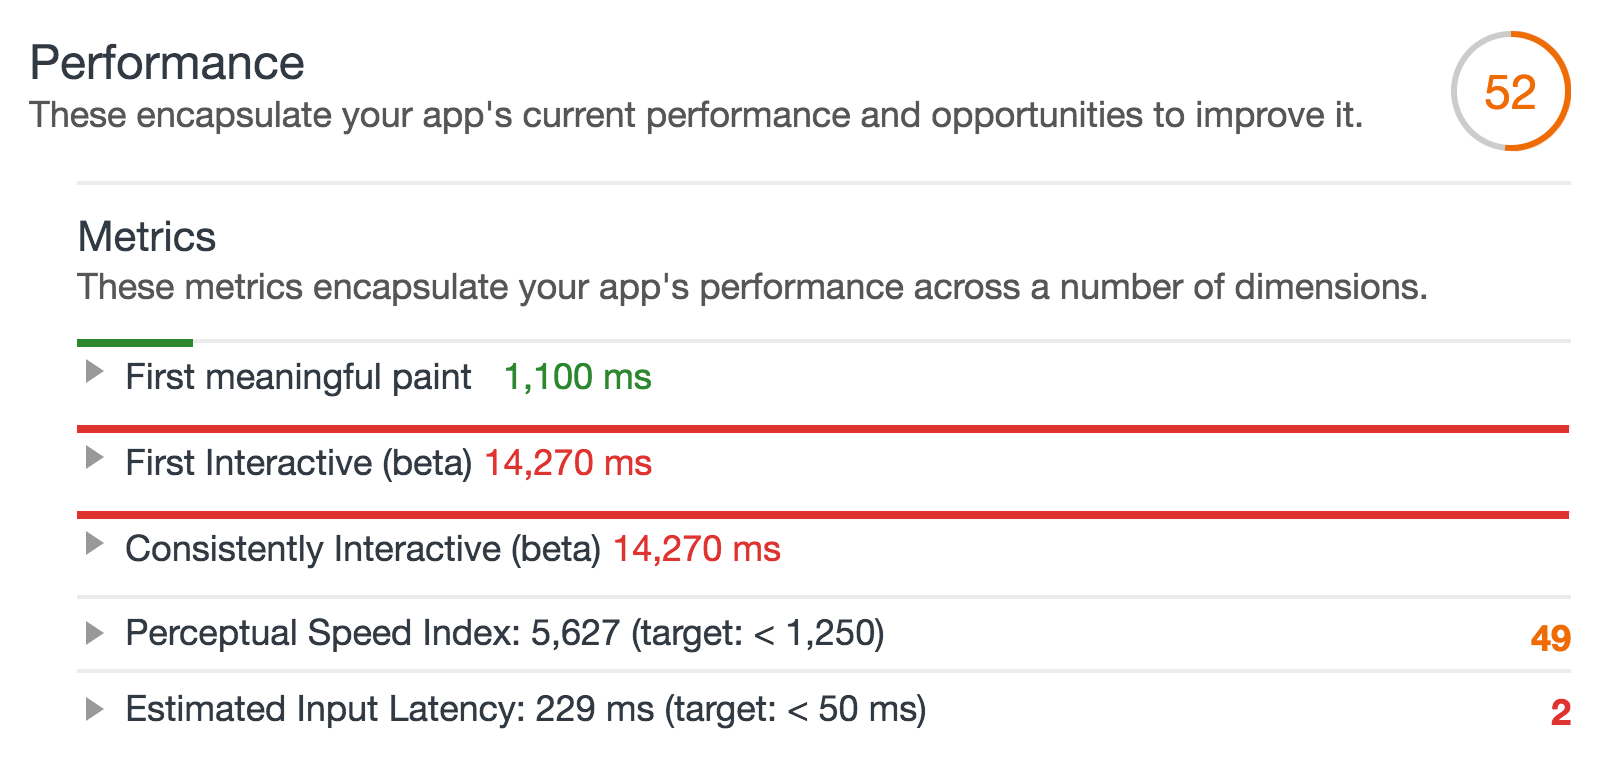 Performance
52
These encapsulate your app's current performance and opportunities to improve it.
Metrics
These metrics encapsulate your app's performance across a number of dimensions.
First meaningful paint 1,100 ms
First Interactive (beta) 14,270 ms
Consistently Interactive (beta) 14,270 ms
Perceptual Speed Index: 5,627 (target: < 1,250) 49
Estimated Input Latency: 229 ms (target: < 50 ms) 2